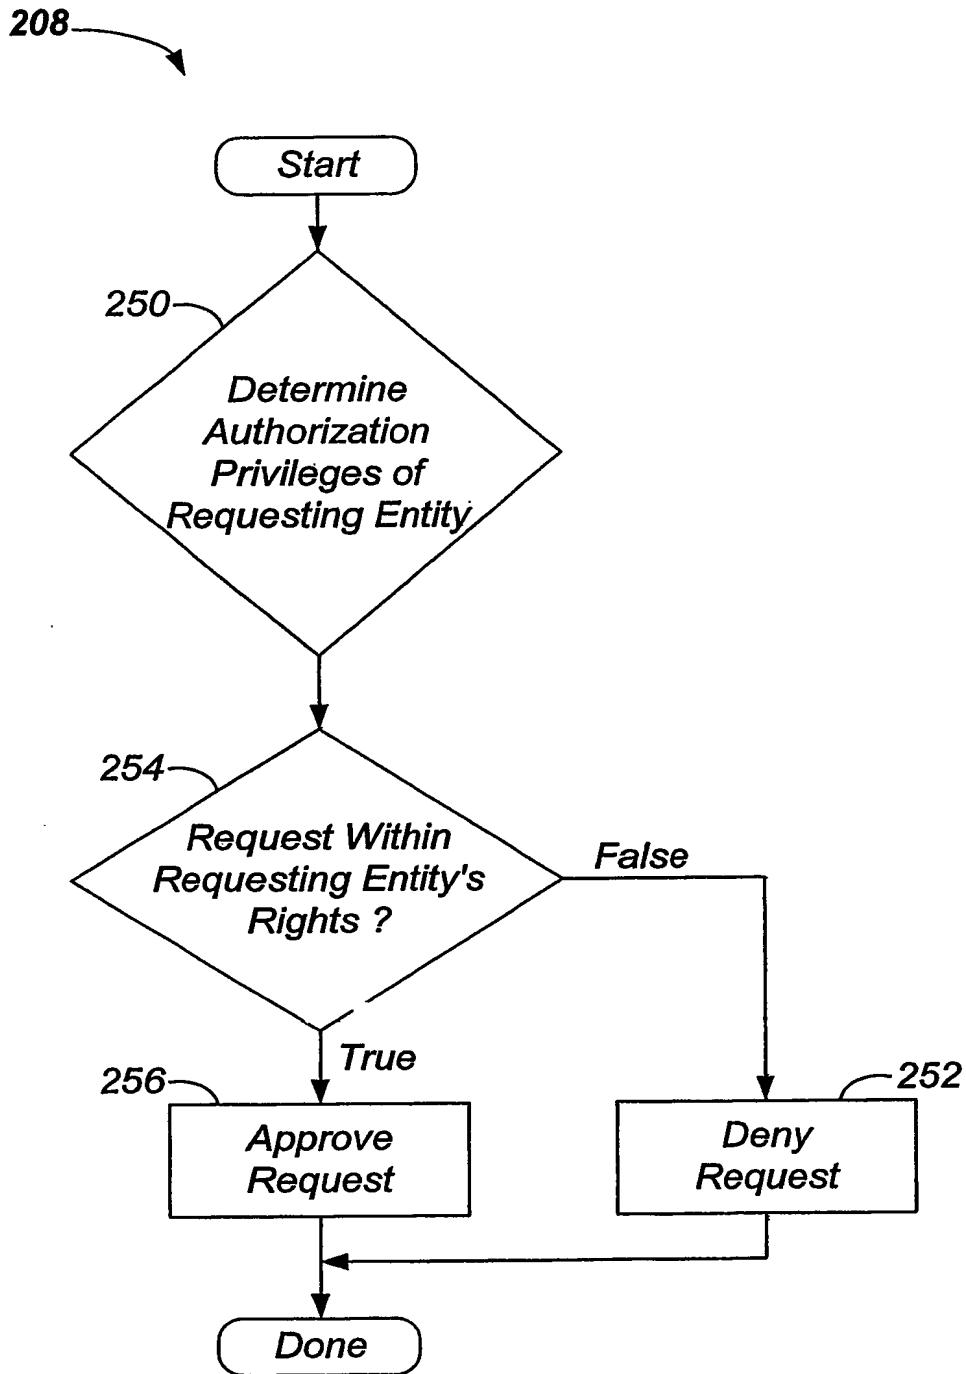 208
Start
250
Determine
Authorization
Privileges of
Requesting Entity
254
Request Within
Requesting Entity's
Rights ?
False
True
256
Approve
Request
252
Deny
Request
Done